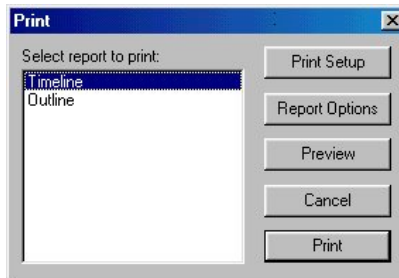 Print
Select report to print:
Timeline
Outline
Print Setup
Report Options
Preview
Cancel
Print